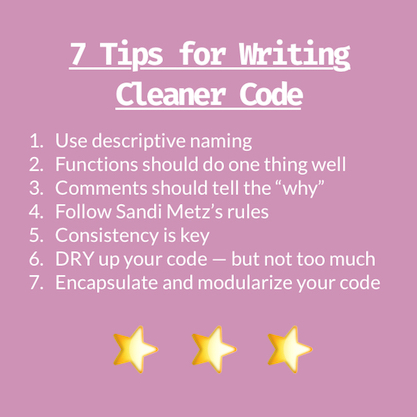 7 Tips for Writing
Cleaner Code
1. Use descriptive naming
2. Functions should do one thing well
3. Comments should tell the “why”
4. Follow Sandi Metz’s rules
5. Consistency is key
6. DRY up your code — but not too much
7. Encapsulate and modularize your code